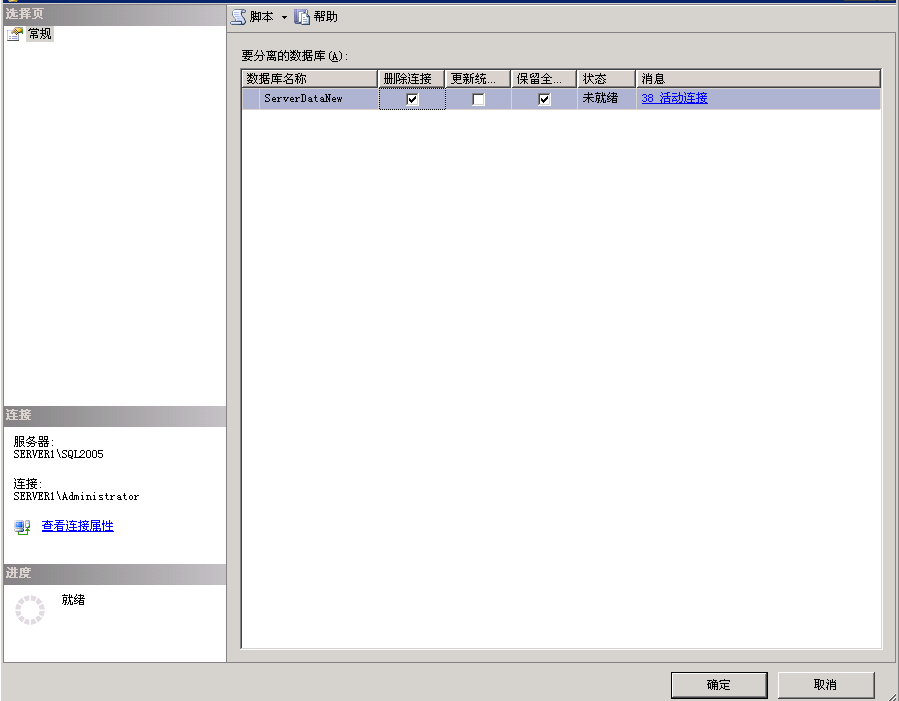 选择页
常规
脚本 帮助
要分离的数据库(A):
数据库名称 删除连接 更新统... 保留全... 状态 消息
ServerDataNew 未就绪 38 活动连接
连接
服务器:
SERVER1\SQL2005
连接:
SERVER1\Administrator
查看连接属性
进度
就绪
确定 取消